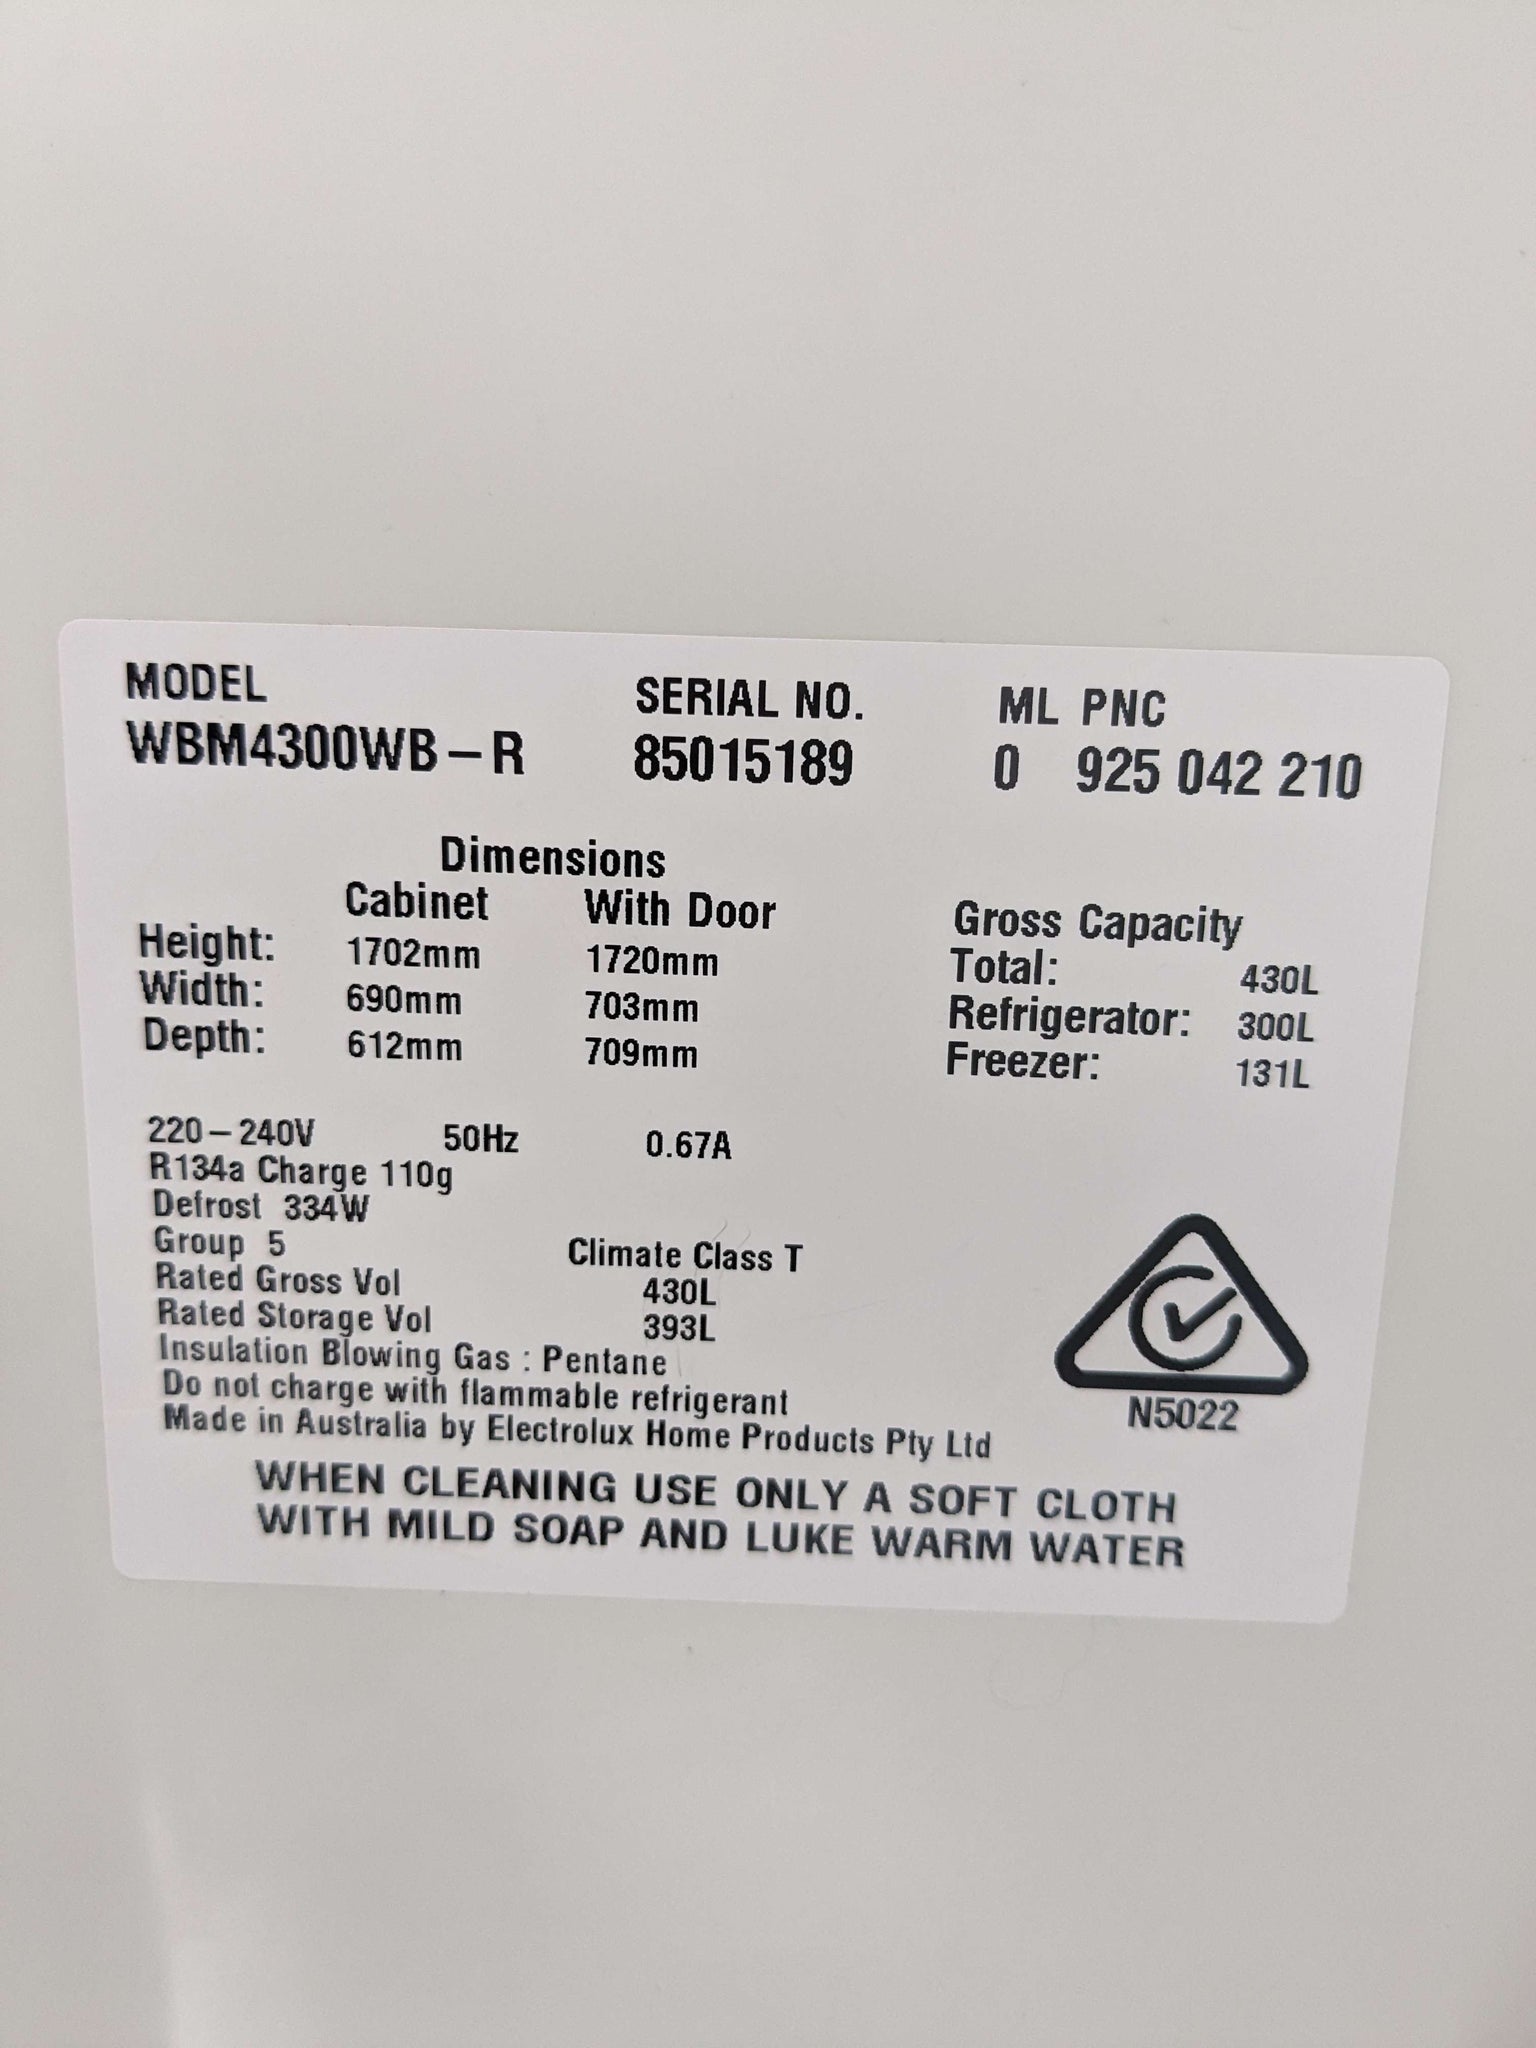 MODEL SERIAL NO. ML PNC
WBM4300WB-R 85015189 0 925 042 210
Dimensions
Cabinet With Door Gross Capacity
Height: 1702mm 1720mm Total: 430L
Width: 690mm 703mm Refrigerator: 300L
Depth: 612mm 709mm Freezer: 131L
220-240V 50Hz 0.67A
R134a Charge 110g
Defrost 334W
Group 5 Climate Class T
Rated Gross Vol 430L
Rated Storage Vol 393L
Insulation Blowing Gas : Pentane
Do not charge with flammable refrigerant
N5022
Made in Australia by Electrolux Home Products Pty Ltd
WHEN CLEANING USE ONLY A SOFT CLOTH
WITH MILD SOAP AND LUKE WARM WATER